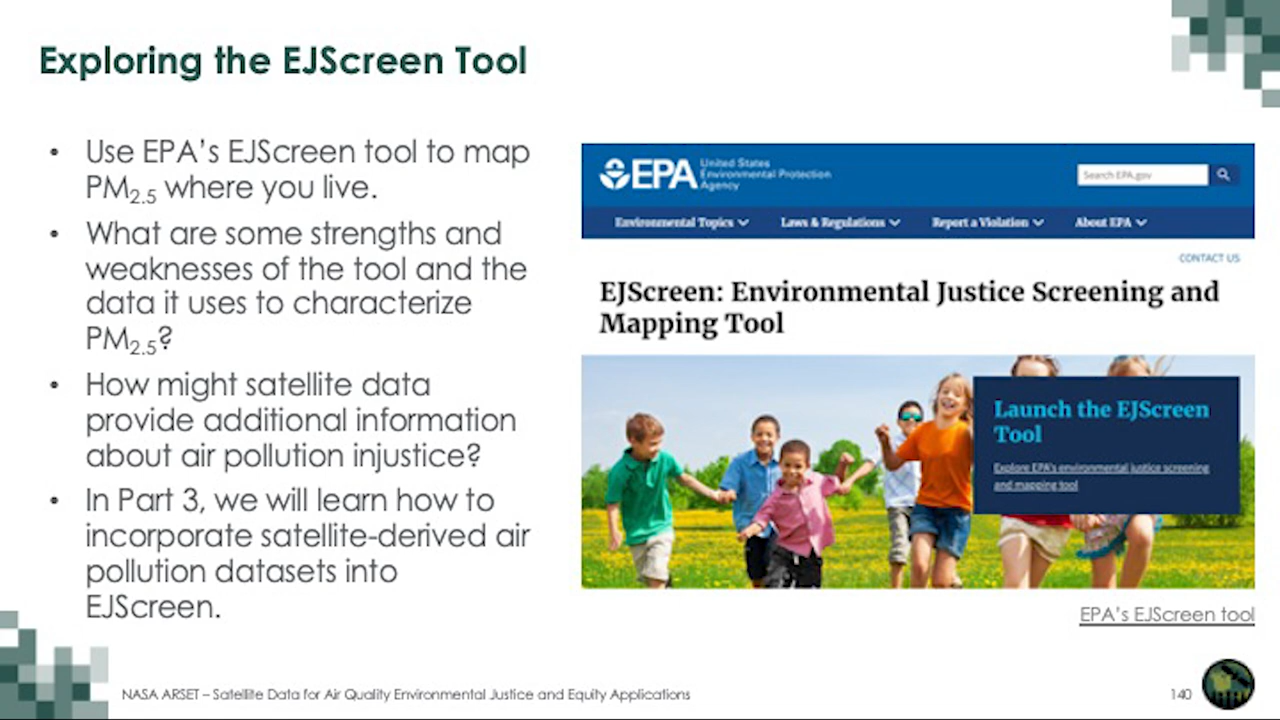 Exploring the EJScreen Tool
• Use EPA’s EJScreen tool to map
PM2.5 where you live.
• What are some strengths and
weaknesses of the tool and the
data it uses to characterize
PM2.5?
• How might satellite data
provide additional information
about air pollution injustice?
• In Part 3, we will learn how to
incorporate satellite-derived air
pollution datasets into
EJScreen.
EPA
United States
Environmental Protection
Agency
Search EPA.gov
Environmental Topics
Laws & Regulations
Report a Violation
About EPA
CONTACT US
EJScreen: Environmental Justice Screening and
Mapping Tool
Launch the EJScreen
Tool
Explore EPA's environmental justice screening
and mapping tool
EPA’s EJScreen tool
NASA ARSET – Satellite Data for Air Quality Environmental Justice and Equity Applications
140